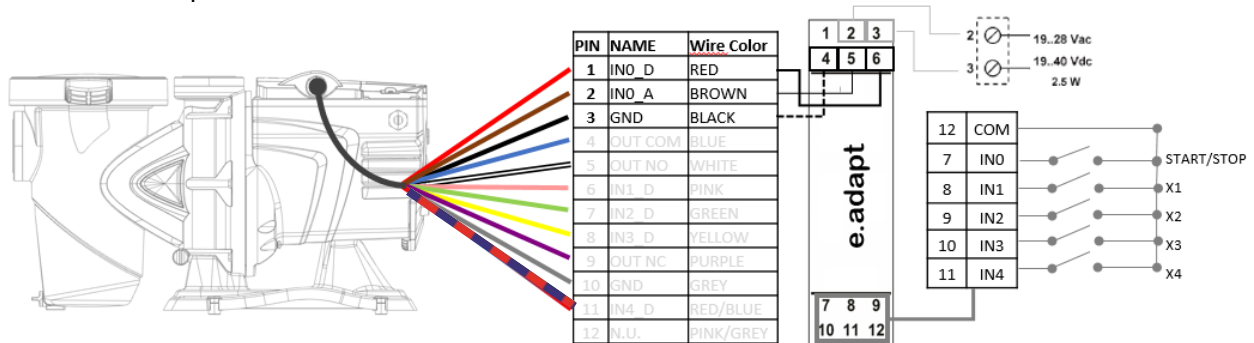 PIN NAME Wire Color
1 IN0_D RED
2 IN0_A BROWN
3 GND BLACK
4 OUT COM BLUE
5 OUT NO WHITE
6 IN1_D PINK
7 IN2_D GREEN
8 IN3_D YELLOW
9 OUT NC PURPLE
10 GND GREY
11 IN4_D RED/BLUE
12 N.U. PINK/GREY
1 2 3
4 5 6
e.adapt
7 8 9
10 11 12
2 19..28 Vac
3 19..40 Vdc
2.5 W
12 COM
7 IN0 START/STOP
8 IN1 X1
9 IN2 X2
10 IN3 X3
11 IN4 X4